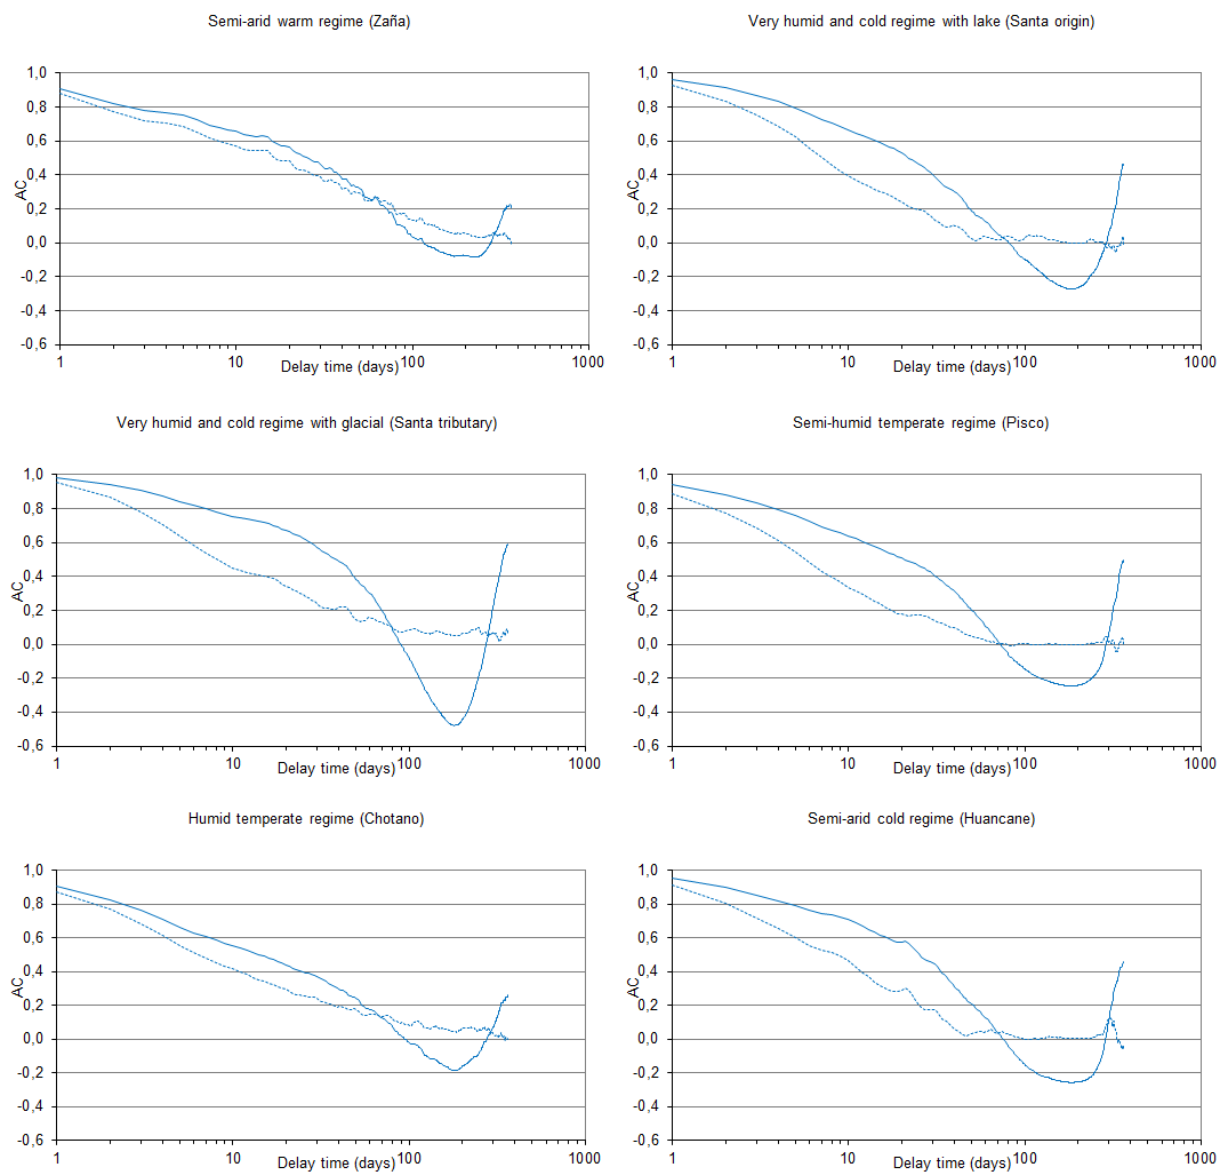 Semi-arid warm regime (Zaña)
1,0
0,8
0,6
0,4
0,2
0,0
-0,2
-0,4
-0,6
AC
1 10 100 1000
Delay time (days)
Very humid and cold regime with lake (Santa origin)
1,0
0,8
0,6
0,4
0,2
0,0
-0,2
-0,4
-0,6
AC
1 10 100 1000
Delay time (days)
Very humid and cold regime with glacial (Santa tributary)
1,0
0,8
0,6
0,4
0,2
0,0
-0,2
-0,4
-0,6
AC
1 10 100 1000
Delay time (days)
Semi-humid temperate regime (Pisco)
1,0
0,8
0,6
0,4
0,2
0,0
-0,2
-0,4
-0,6
AC
1 10 100 1000
Delay time (days)
Humid temperate regime (Chotano)
1,0
0,8
0,6
0,4
0,2
0,0
-0,2
-0,4
-0,6
AC
1 10 100 1000
Delay time (days)
Semi-arid cold regime (Huancane)
1,0
0,8
0,6
0,4
0,2
0,0
-0,2
-0,4
-0,6
AC
1 10 100 1000
Delay time (days)